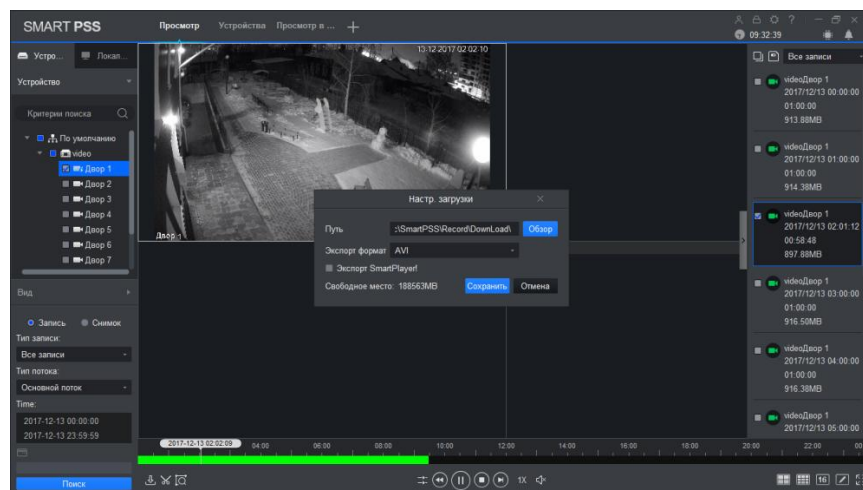 SMART PSS
Просмотр Устройства Просмотр в ...
09:32:39
Устро... Локал...
Устройство
Критерии поиска
По умолчанию
video
Двор 1
Двор 2
Двор 3
Двор 4
Двор 5
Двор 6
Двор 7
Вид
Запись Снимок
Тип записи:
Все записи
Тип потока:
Основной поток
Time:
2017-12-13 00:00:00
2017-12-13 23:59:59
Поиск
13.12.2017 02:02:10
Двор 1
Настр. загрузки
Путь :\SmartPSS\Record\DownLoad\ Обзор
Экспорт формат AVI
Экспорт SmartPlayer!
Свободное место: 188563MB Сохранить Отмена
Все записи
videoДвор 1
2017/12/13 00:00:00
01:00:00
913.88MB
videoДвор 1
2017/12/13 01:00:00
01:00:00
914.38MB
videoДвор 1
2017/12/13 02:01:12
00:58:48
897.88MB
videoДвор 1
2017/12/13 03:00:00
01:00:00
916.50MB
videoДвор 1
2017/12/13 04:00:00
01:00:00
916.38MB
videoДвор 1
2017/12/13 05:00:00
2017-12-13 02:02:09 04:00 06:00 08:00 10:00 12:00 14:00 16:00 18:00 20:00 22:00 00
1X 16